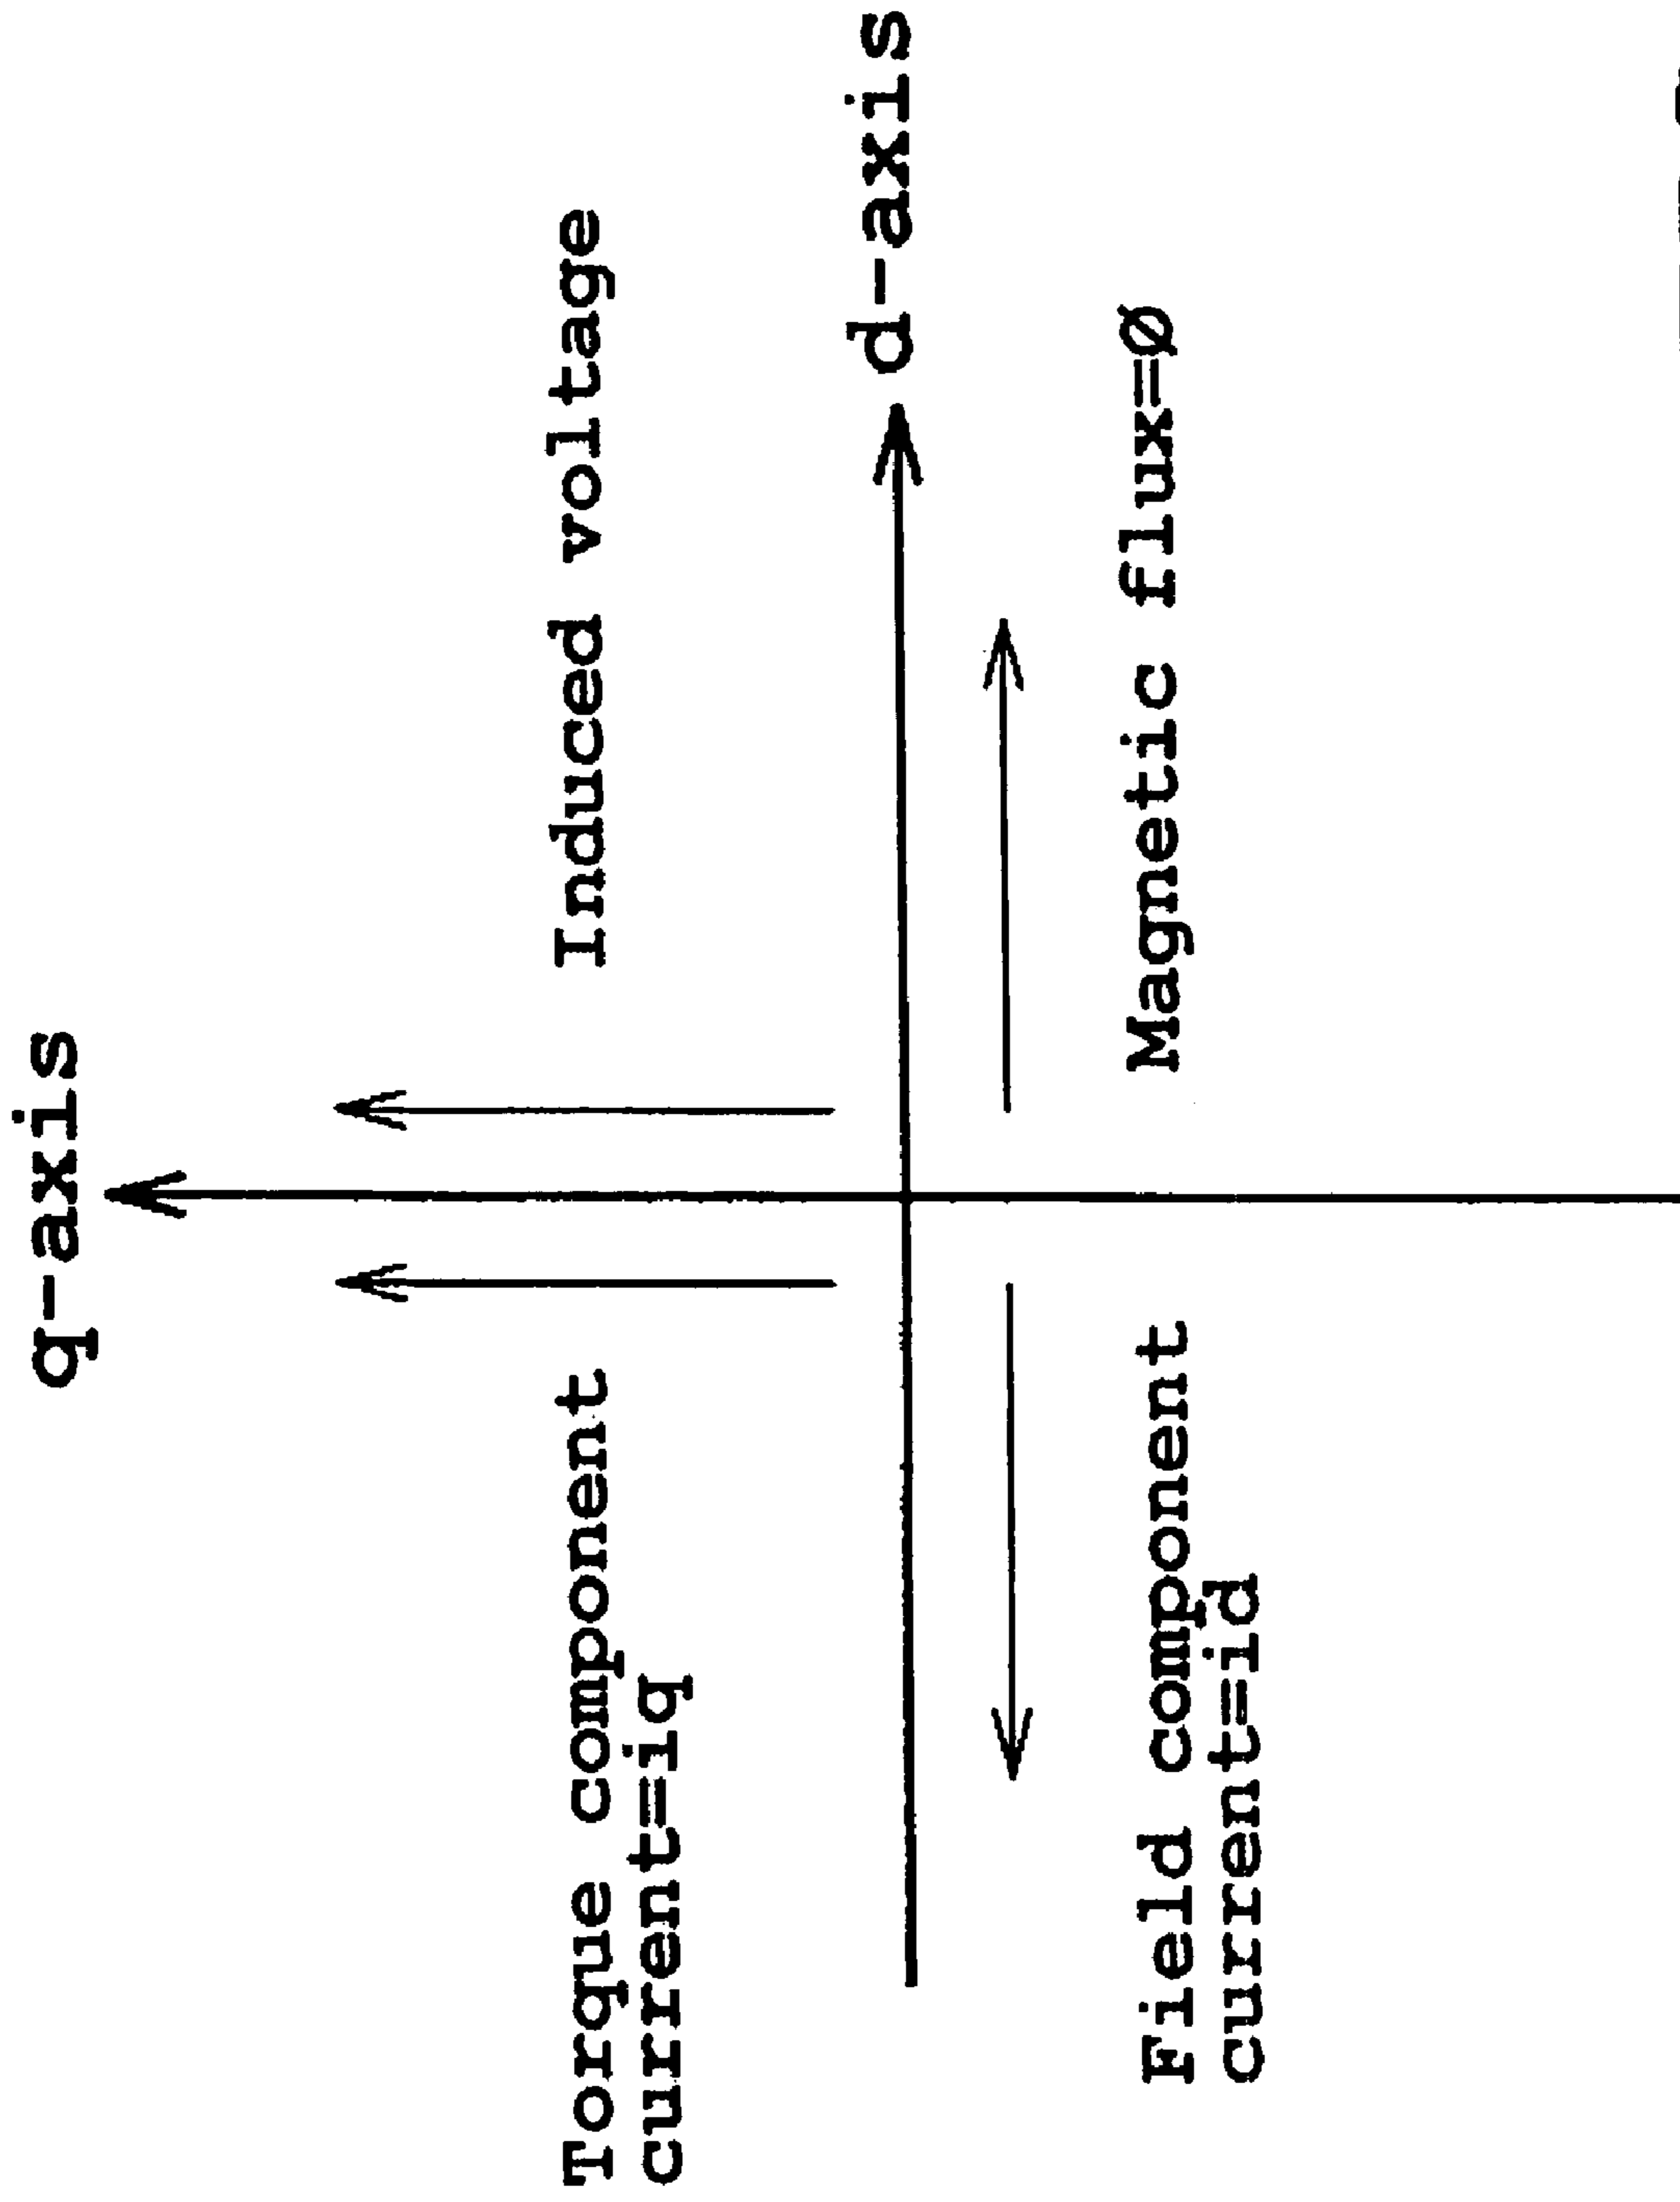 q-axis
Torque component
current=iq
Induced voltage
d-axis
Field component
current=id
Magnetic flux=Ø